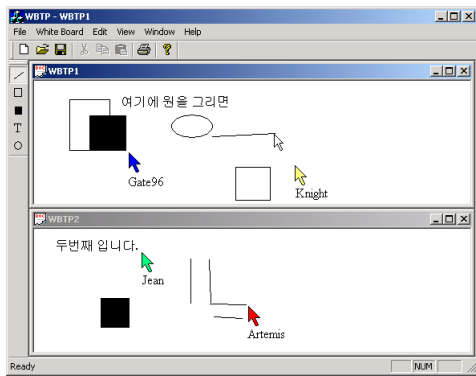 WBTP - WBTP1
File White Board Edit View Window Help
WBTP1
여기에 원을 그리면
T
Gate96
Knight
WBTP2
두번째 입니다.
Jean
Artemis
Ready
NUM